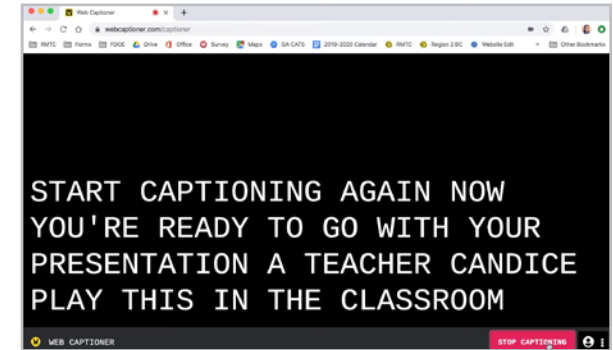 Web Captioner
webcaptioner.com/captioner
RMTC Forms FDOE Drive Office Survey Maps GA CATS 2019-2020 Calendar RMTC Region 2 BC Website Edit Other Bookmarks
START CAPTIONING AGAIN NOW
YOU'RE READY TO GO WITH YOUR
PRESENTATION A TEACHER CANDICE
PLAY THIS IN THE CLASSROOM
WEB CAPTIONER STOP CAPTIONING